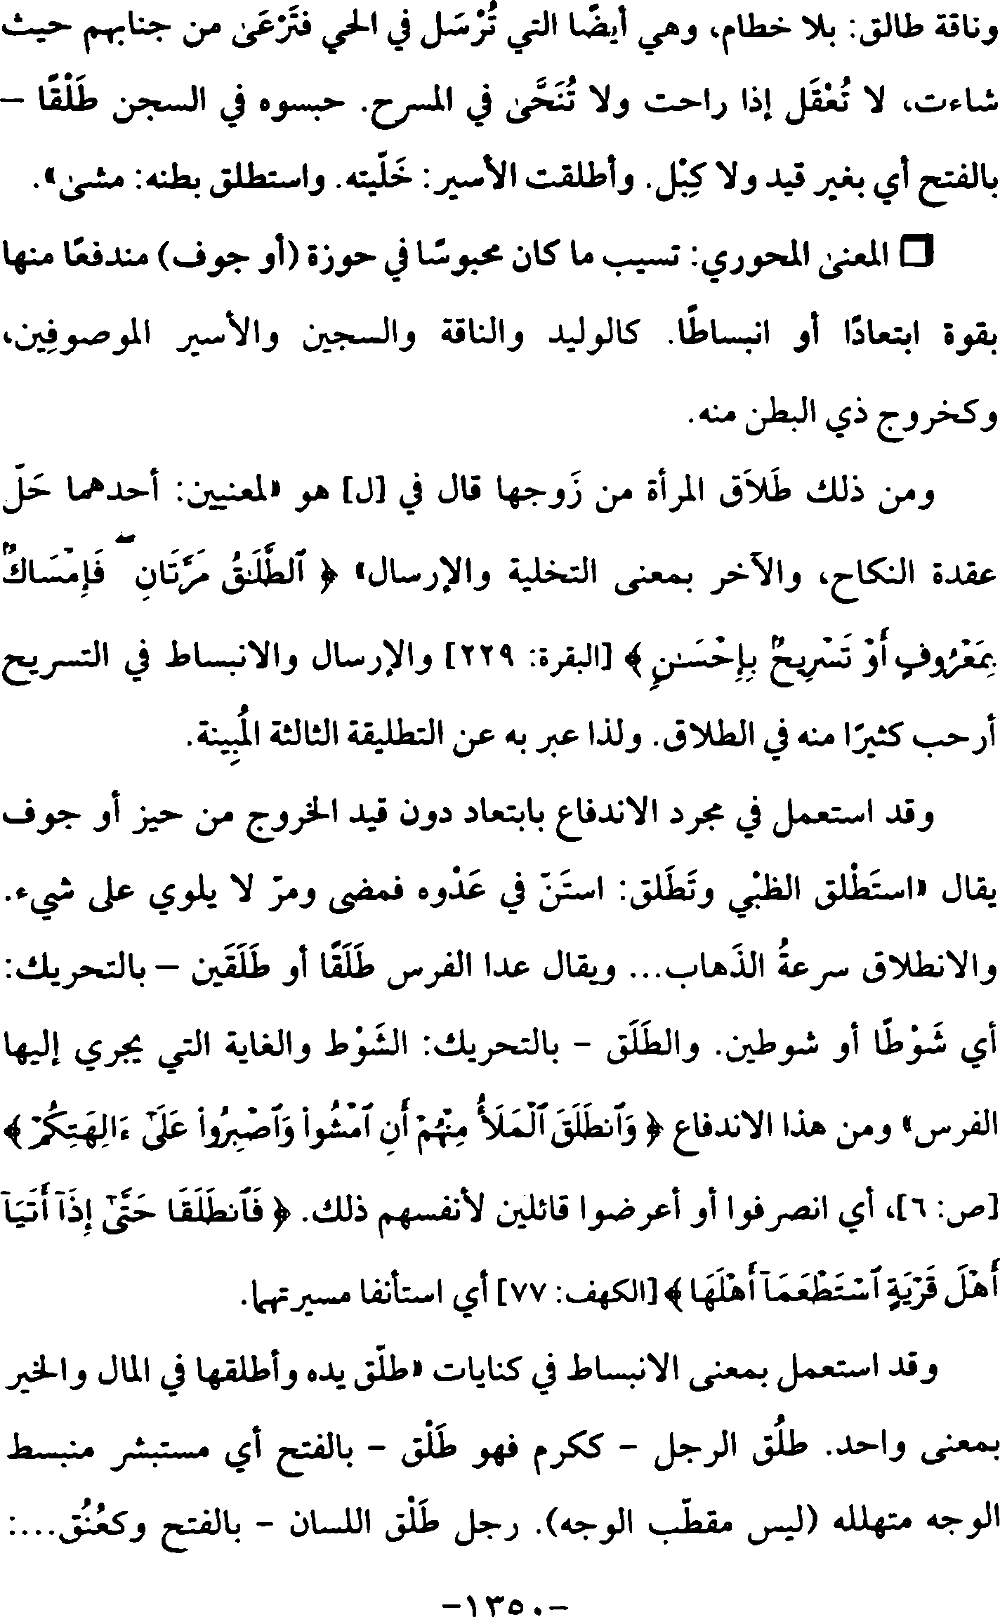 وناقة طالق: بلا خطام، وهي أيضًا التي تُرْسَل في الحي فتَرْعَىٰ من جنابهم حيث
شاءت، لا تُعْقَل إذا راحت ولا تُنَحَّىٰ في المسرح. حبسوه في السجن طَلْقًا –
بالفتح أي بغير قيد ولا كِبْل. وأطلقت الأسير: خَلّيته. واستطلق بطنه: مشىٰ».
❒ المعنىٰ المحوري: تسيب ما كان محبوسًا في حوزة (أو جوف) مندفعًا منها
بقوة ابتعادًا أو انبساطًا. كالوليد والناقة والسجين والأسير الموصوفِين،
وكخروج ذي البطن منه.
ومن ذلك طَلاَق المرأة من زَوجها قال في [ل] هو «لمعنيين: أحدهما حَلّ
عقدة النكاح، والآخر بمعنى التخلية والإرسال» ﴿ ٱلطَّلَـٰقُ مَرَّتَانِ ۖ فَإِمْسَاكٌۢ
بِمَعْرُوفٍ أَوْ تَسْرِيحٌۢ بِإِحْسَـٰنٍ ﴾ [البقرة: ٢٢٩] والإرسال والانبساط في التسريح
أرحب كثيرًا منه في الطلاق. ولذا عبر به عن التطليقة الثالثة المُبِينة.
وقد استعمل في مجرد الاندفاع بابتعاد دون قيد الخروج من حيز أو جوف
يقال «استَطْلق الظبْي وتَطَلق: استَنّ في عَدْوه فمضى ومرّ لا يلوي على شيء.
والانطلاق سرعةُ الذَهاب... ويقال عدا الفرس طَلَقًا أو طَلَقَين – بالتحريك:
أي شَوْطًا أو شوطين. والطَلَق - بالتحريك: الشَوْط والغاية التي يجري إليها
الفرس» ومن هذا الاندفاع ﴿ وَٱنطَلَقَ ٱلْمَلَأُ مِنْهُمْ أَنِ ٱمْشُوا۟ وَٱصْبِرُوا۟ عَلَىٰٓ ءَالِهَتِكُمْ ﴾
[ص: ٦]، أي انصرفوا أو أعرضوا قائلين لأنفسهم ذلك. ﴿ فَٱنطَلَقَا حَتَّىٰٓ إِذَآ أَتَيَآ
أَهْلَ قَرْيَةٍ ٱسْتَطْعَمَآ أَهْلَهَا ﴾ [الكهف: ٧٧] أي استأنفا مسيرتهما.
وقد استعمل بمعنى الانبساط في كنايات «طلّق يده وأطلقها في المال والخير
بمعنى واحد. طلُق الرجل - ككرم فهو طَلْق - بالفتح أي مستبشر منبسط
الوجه متهلله (ليس مقطّب الوجه). رجل طَلْق اللسان - بالفتح وكعُنُق...:
-١٣٥٠-